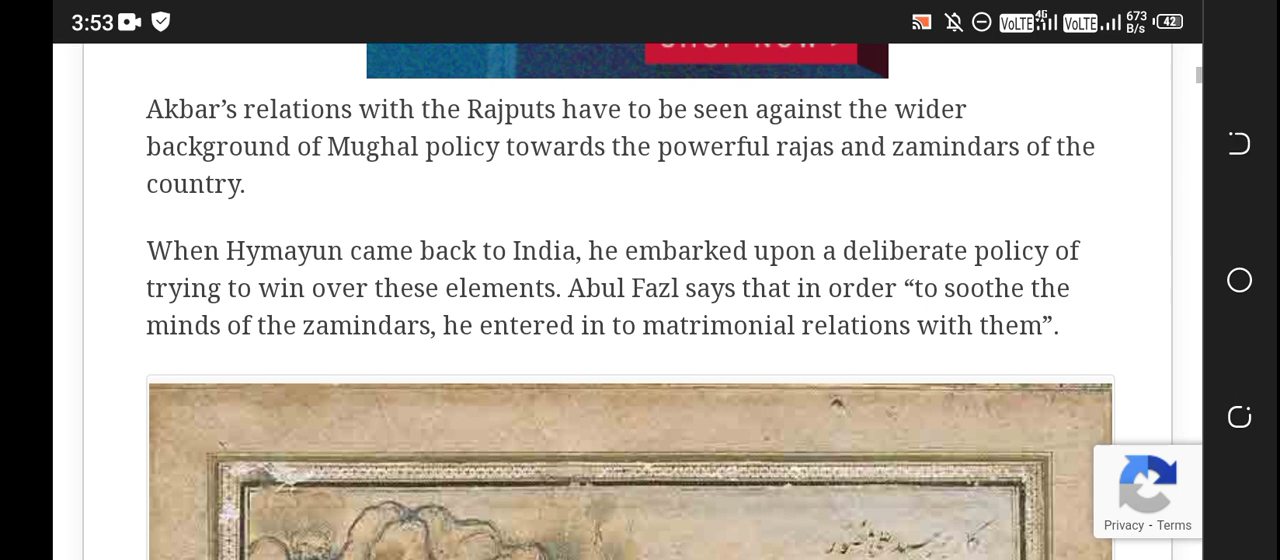 3:53
4G
VoLTE
VoLTE
673
B/s
42
SHOP NOW >
Akbar’s relations with the Rajputs have to be seen against the wider
background of Mughal policy towards the powerful rajas and zamindars of the
country.
When Hymayun came back to India, he embarked upon a deliberate policy of
trying to win over these elements. Abul Fazl says that in order “to soothe the
minds of the zamindars, he entered in to matrimonial relations with them”.
Privacy - Terms